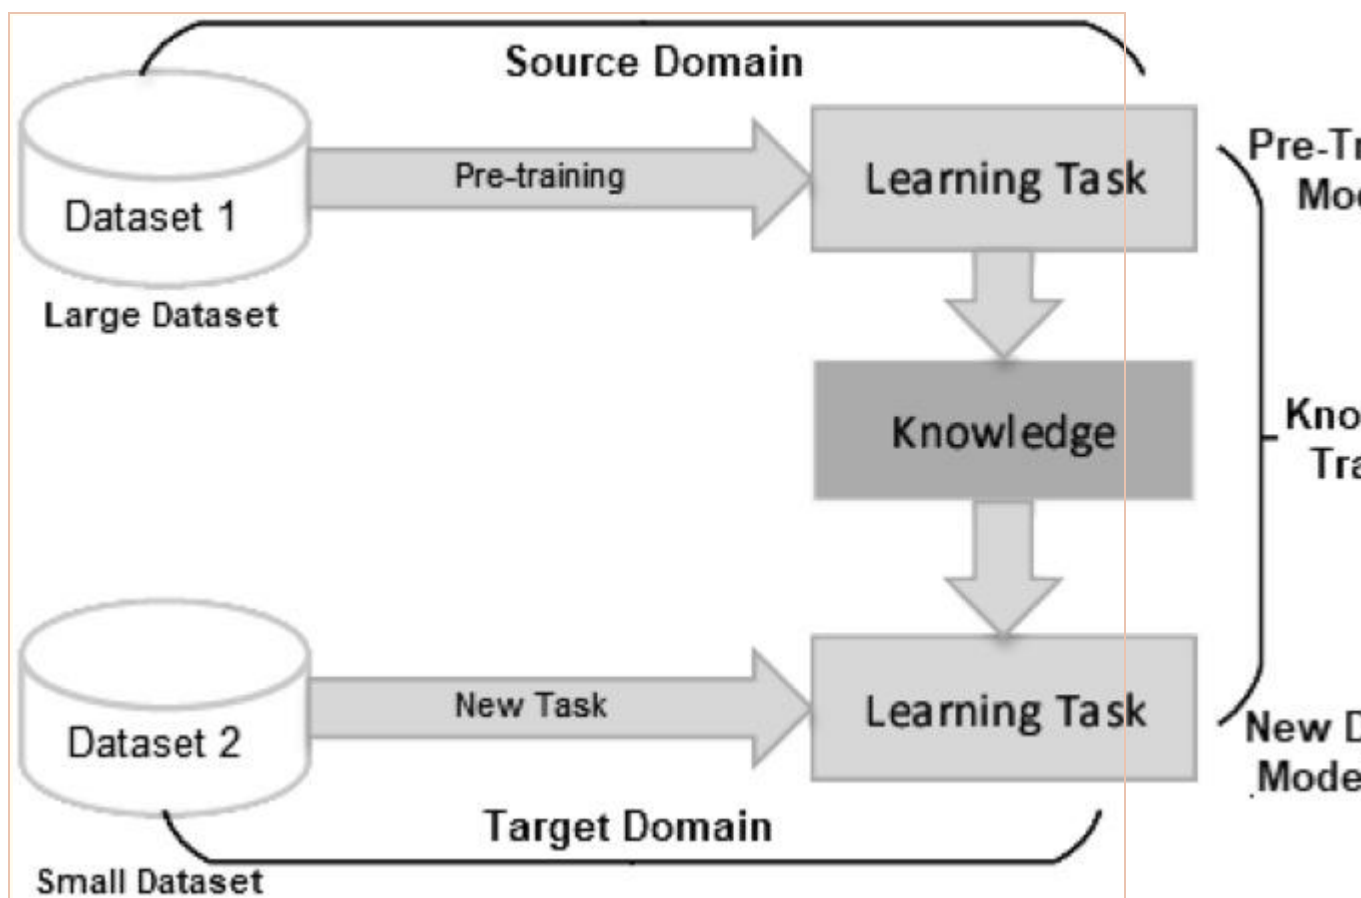 Source Domain
Pre-training
Learning Task
Dataset 1
Large Dataset
Knowledge
New Task
Learning Task
Dataset 2
New
Target Domain
Small Dataset